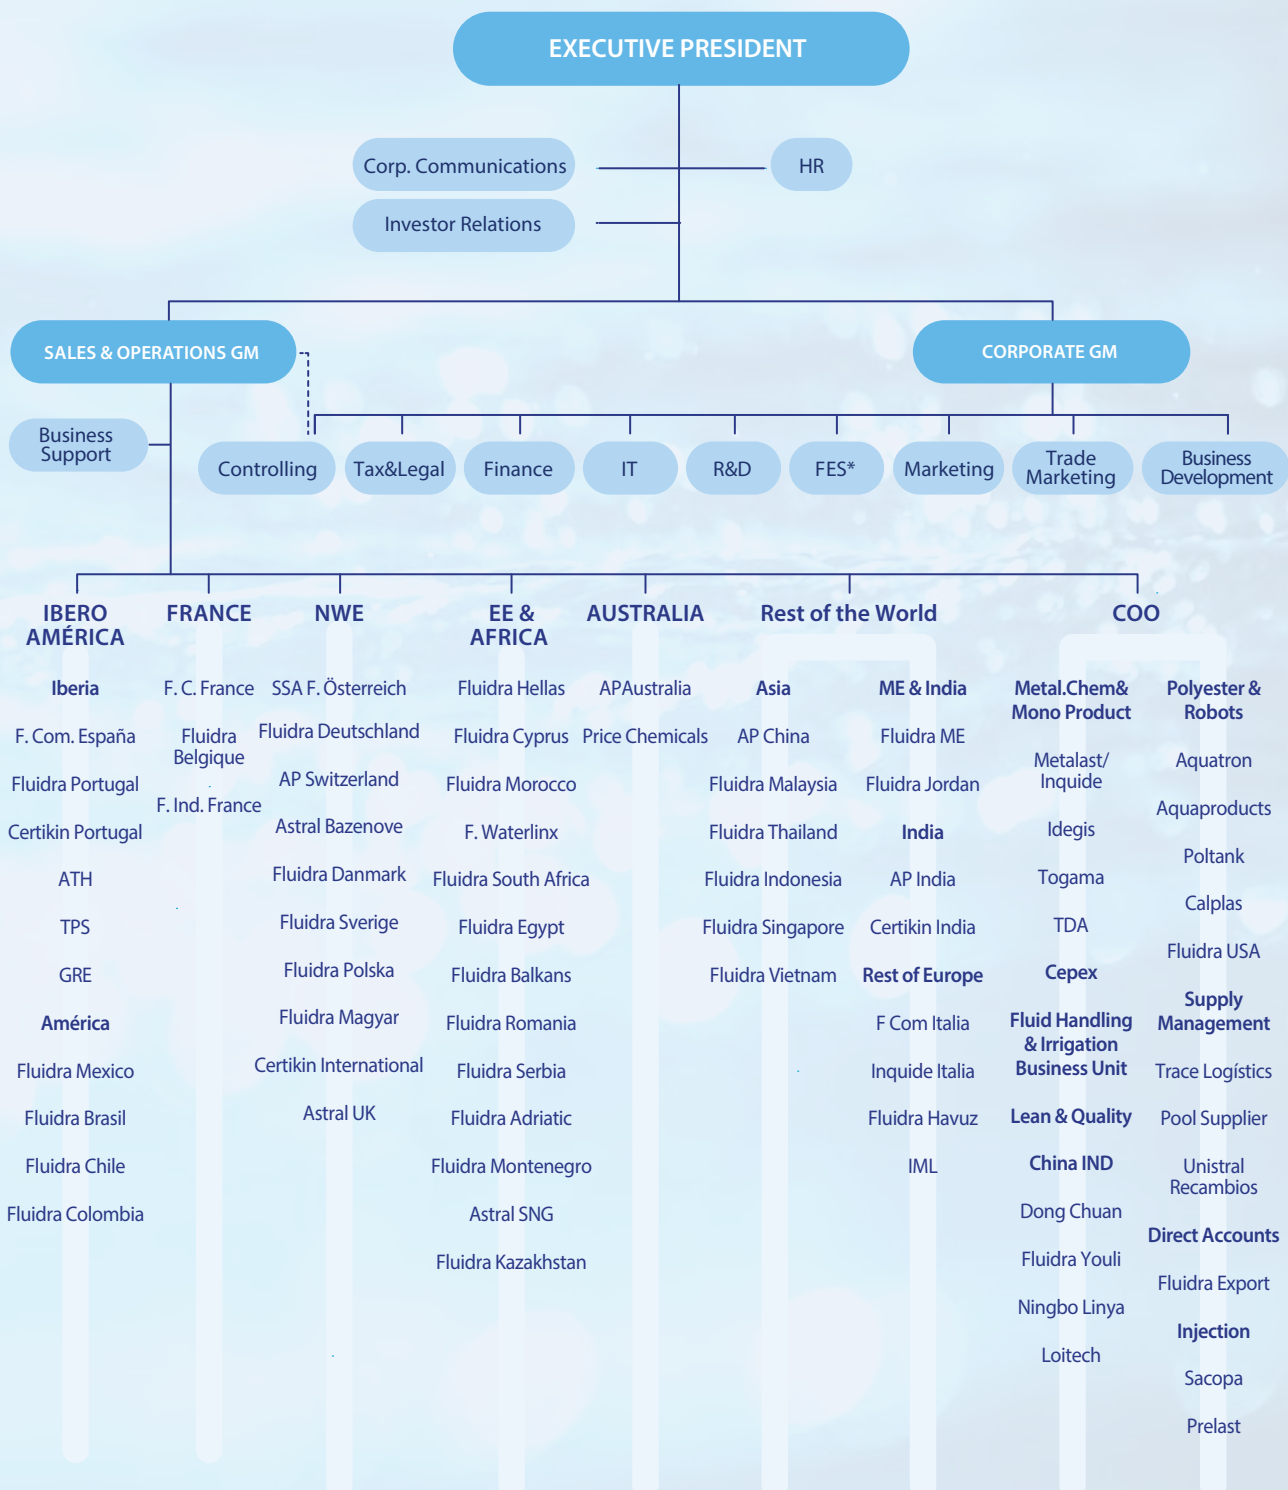 EXECUTIVE PRESIDENT
Corp. Communications
HR
Investor Relations
SALES & OPERATIONS GM
CORPORATE GM
Business
Support
Controlling
Tax&Legal
Finance
IT
R&D
FES*
Marketing
Trade
Marketing
Business
Development
IBERO
AMÉRICA
Iberia
F. Com. España
Fluidra Portugal
Certikin Portugal
ATH
TPS
GRE
América
Fluidra Mexico
Fluidra Brasil
Fluidra Chile
Fluidra Colombia
FRANCE
F. C. France
Fluidra
Belgique
F. Ind. France
NWE
SSA F. Österreich
Fluidra Deutschland
AP Switzerland
Astral Bazenove
Fluidra Danmark
Fluidra Sverige
Fluidra Polska
Fluidra Magyar
Certikin International
Astral UK
EE &
AFRICA
Fluidra Hellas
Fluidra Cyprus
Fluidra Morocco
F. Waterlinx
Fluidra South Africa
Fluidra Egypt
Fluidra Balkans
Fluidra Romania
Fluidra Serbia
Fluidra Adriatic
Fluidra Montenegro
Astral SNG
Fluidra Kazakhstan
AUSTRALIA
APAustralia
Price Chemicals
Rest of the World
Asia
AP China
Fluidra Malaysia
Fluidra Thailand
Fluidra Indonesia
Fluidra Singapore
Fluidra Vietnam
ME & India
Fluidra ME
Fluidra Jordan
India
AP India
Certikin India
Rest of Europe
F Com Italia
Inquide Italia
Fluidra Havuz
IML
COO
Metal.Chem&
Mono Product
Metalast/
Inquide
Idegis
Togama
TDA
Cepex
Fluid Handling
& Irrigation
Business Unit
Lean & Quality
China IND
Dong Chuan
Fluidra Youli
Ningbo Linya
Loitech
Polyester &
Robots
Aquatron
Aquaproducts
Poltank
Calplas
Fluidra USA
Supply
Management
Trace Logístics
Pool Supplier
Unistral
Recambios
Direct Accounts
Fluidra Export
Injection
Sacopa
Prelast